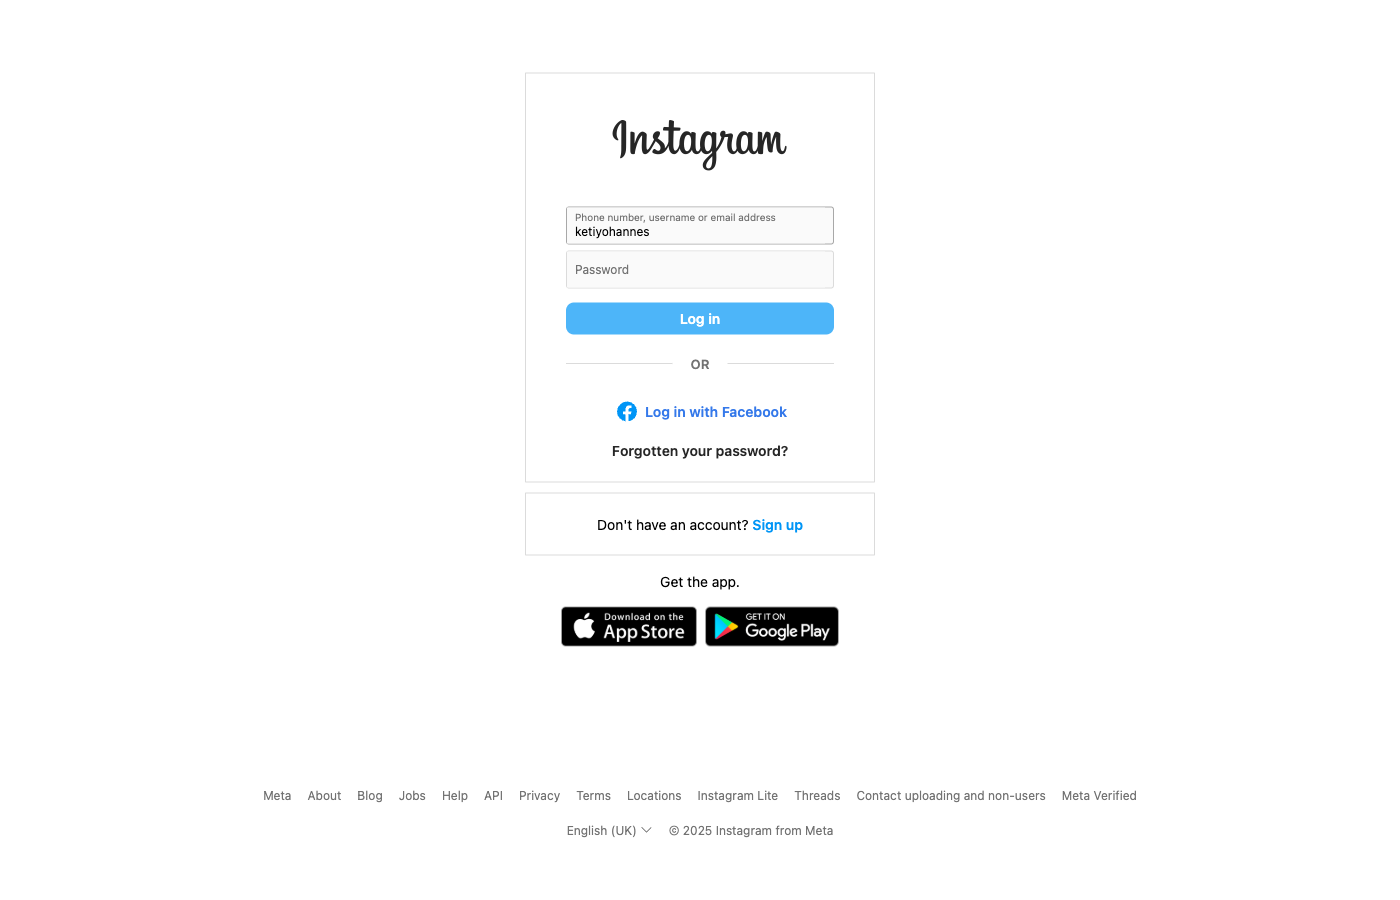 Instagram
Phone number, username or email address
ketiyohannes
Password
Log in
OR
Log in with Facebook
Forgotten your password?
Don't have an account? Sign up
Get the app.
Download on the App Store
GET IT ON Google Play
Meta About Blog Jobs Help API Privacy Terms Locations Instagram Lite Threads Contact uploading and non-users Meta Verified
English (UK) © 2025 Instagram from Meta